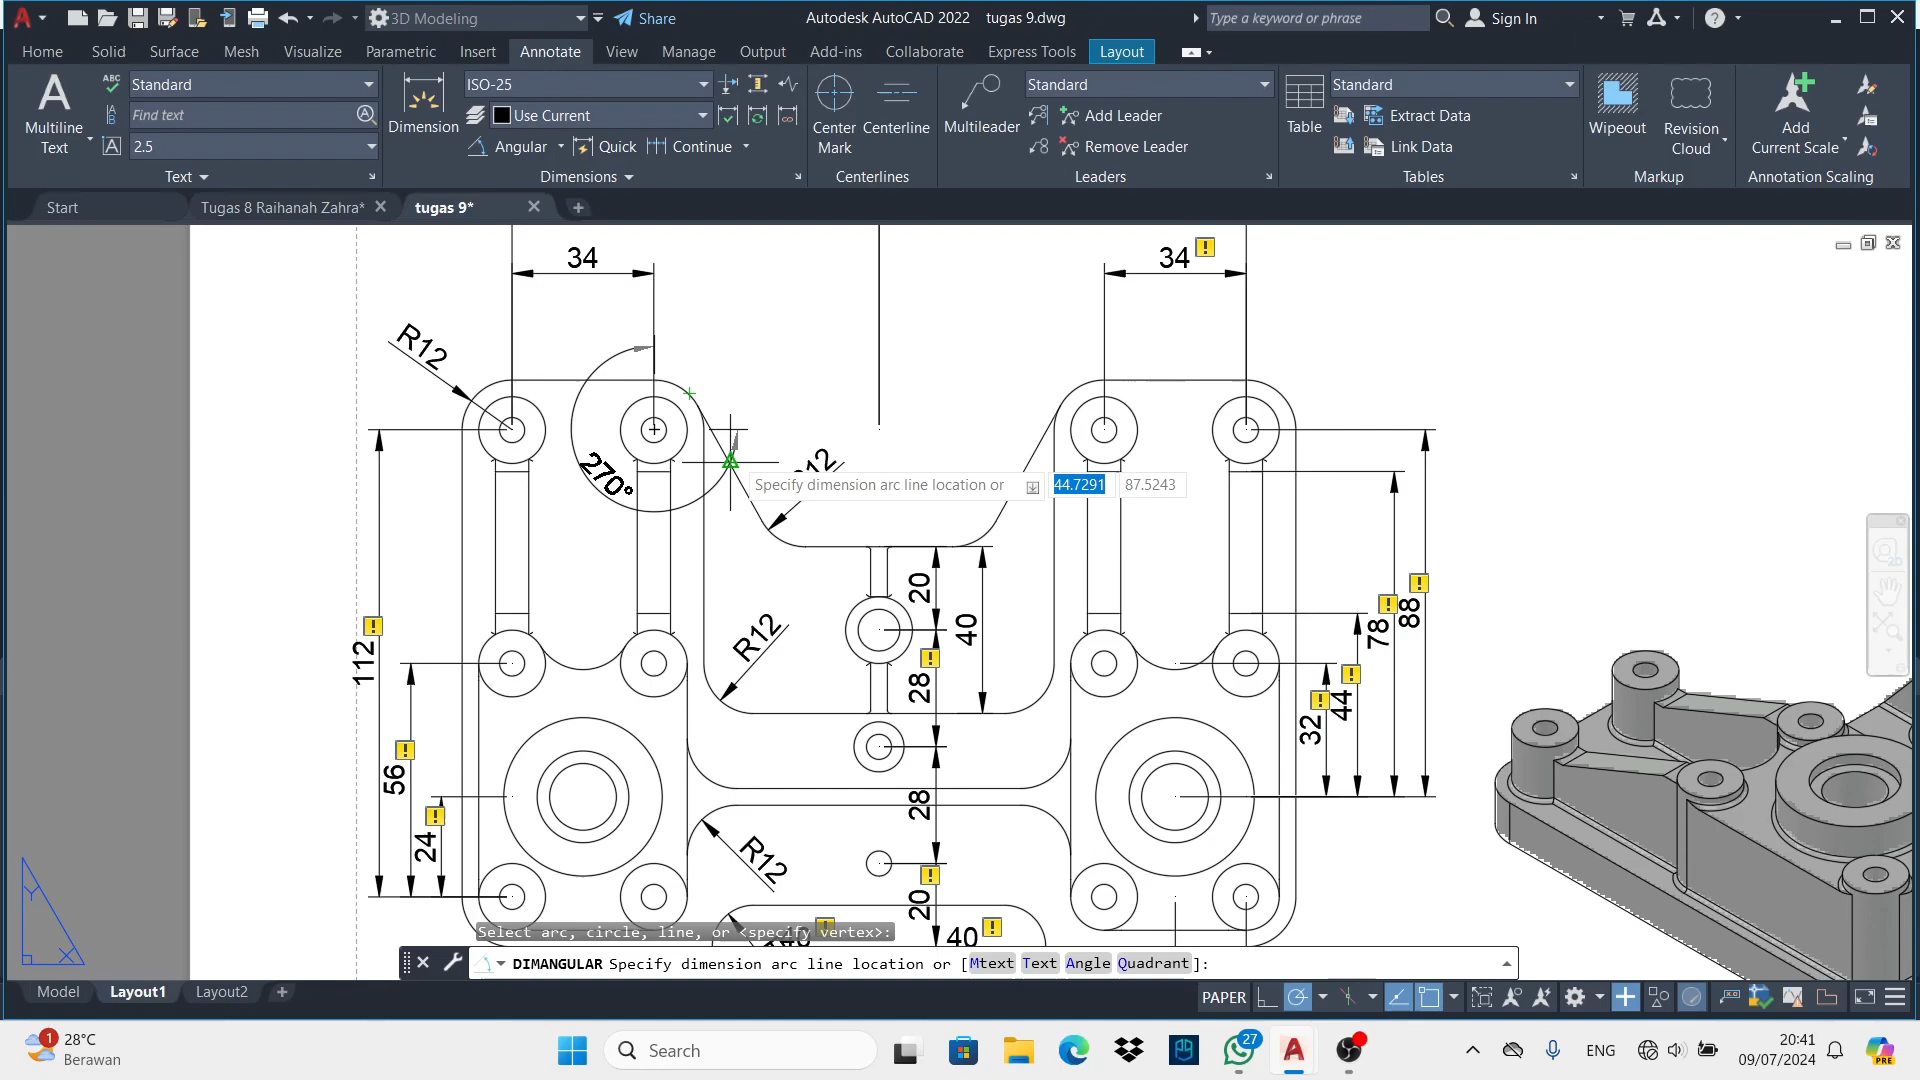 3D Modeling
Share
Autodesk AutoCAD 2022 tugas 9.dwg
Type a keyword or phrase
Sign In
Home Solid Surface Mesh Visualize Parametric Insert Annotate View Manage Output Add-ins Collaborate Express Tools Layout
Multiline Text
ABC
Standard
Find text
2.5
Text
Dimension
ISO-25
Use Current
Angular
Quick
Continue
Dimensions
Center Mark
Centerline
Centerlines
Multileader
Standard
Add Leader
Remove Leader
Leaders
Table
Standard
Extract Data
Link Data
Tables
Wipeout
Revision Cloud
Markup
Add Current Scale
Annotation Scaling
Start
Tugas 8 Raihanah Zahra*
tugas 9*
34
34
R12
270°
Specify dimension arc line location or
44.7291
87.5243
20
40
R12
28
112
56
24
78
88
32
44
28
R12
20
40
Y
X
2D
Select arc, circle, line, or <specify vertex>:
DIMANGULAR Specify dimension arc line location or [Mtext Text Angle Quadrant]:
Model
Layout1
Layout2
PAPER
1
28°C
Berawan
Search
27
ENG
20:41
09/07/2024
PRE